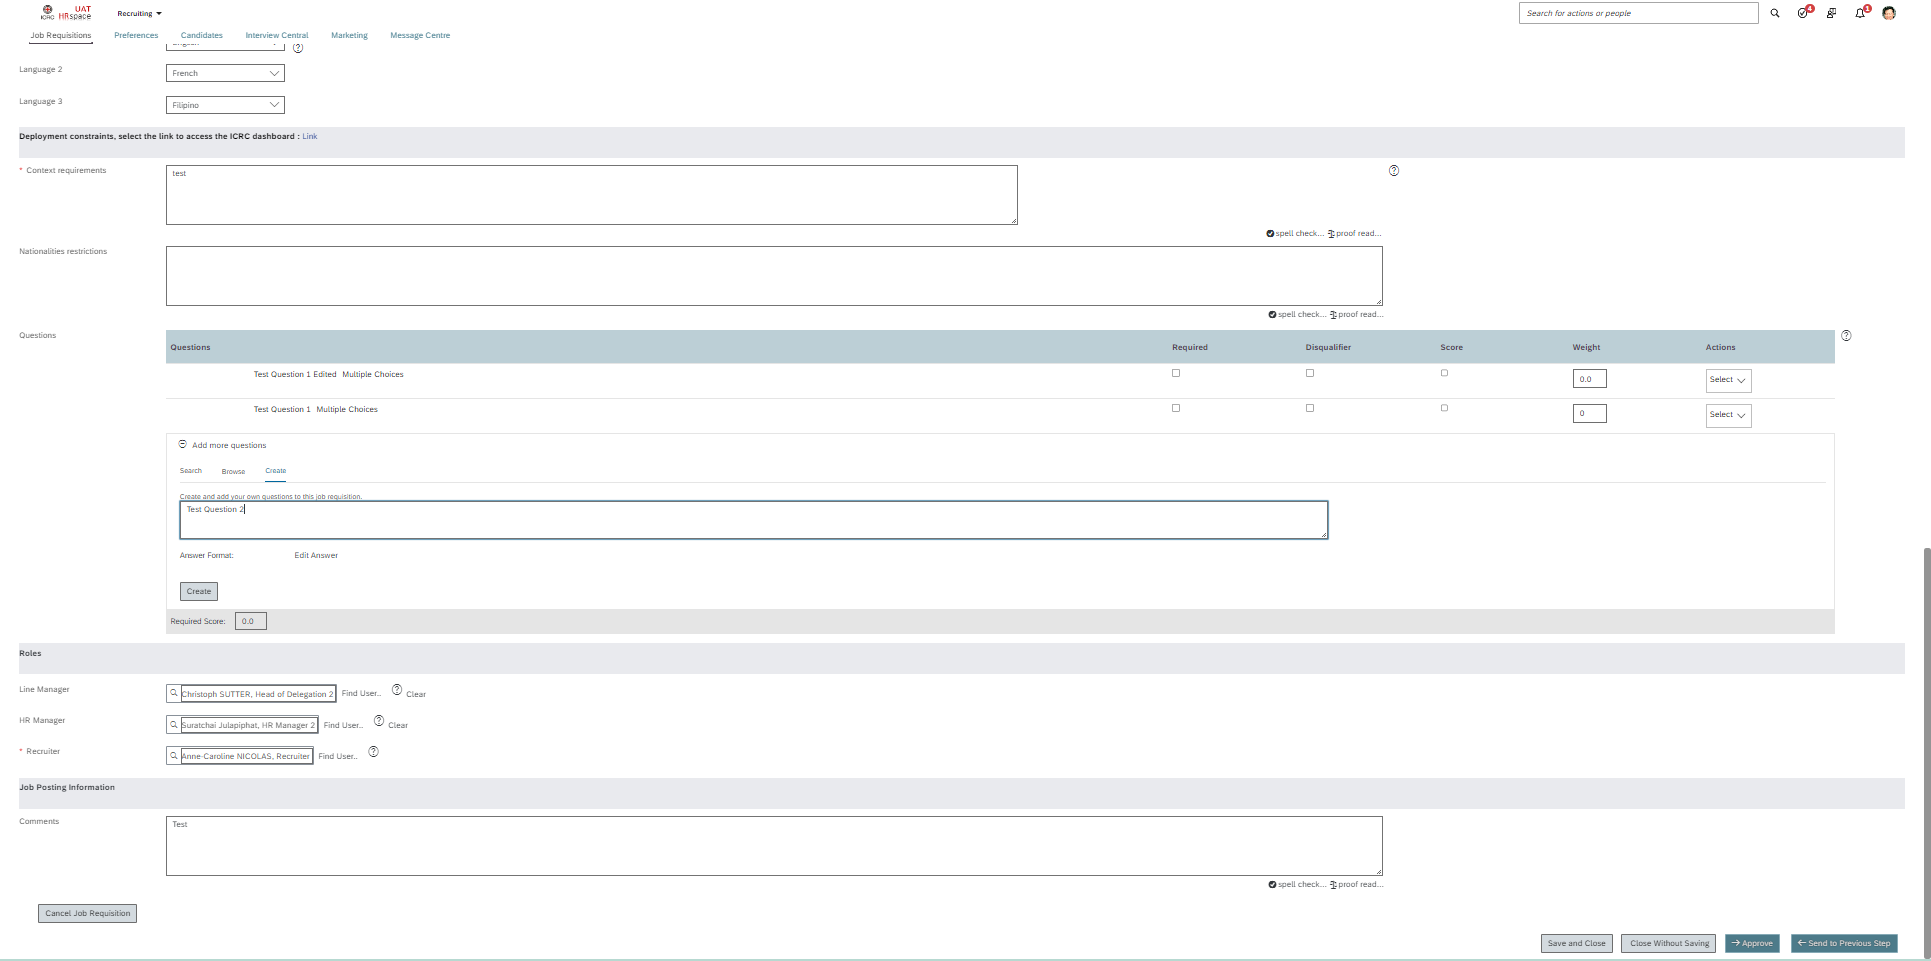 UAT
ICRC HRspace
Recruiting
Search for actions or people
4
1
Job Requisitions Preferences Candidates Interview Central Marketing Message Centre
Language 2 French
Language 3 Filipino
Deployment constraints, select the link to access the ICRC dashboard : Link
* Context requirements test
spell check... proof read...
Nationalities restrictions
spell check... proof read...
Questions
Questions Required Disqualifier Score Weight Actions
Test Question 1 Edited Multiple Choices 0.0 Select
Test Question 1 Multiple Choices 0 Select
Add more questions
Search Browse Create
Create and add your own questions to this job requisition.
Test Question 2
Answer Format: Edit Answer
Create
Required Score: 0.0
Roles
Line Manager Christoph SUTTER, Head of Delegation 2 Find User.. Clear
HR Manager Suratchai Julapiphat, HR Manager 2 Find User.. Clear
* Recruiter Anne-Caroline NICOLAS, Recruiter Find User..
Job Posting Information
Comments Test
spell check... proof read...
Cancel Job Requisition
Save and Close Close Without Saving → Approve ← Send to Previous Step